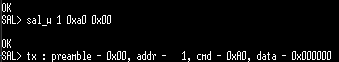 OK
SAL> sal_w 1 0xa0 0x00
OK
SAL> tx : preamble - 0x00, addr -   1, cmd - 0xA0, data - 0x000000